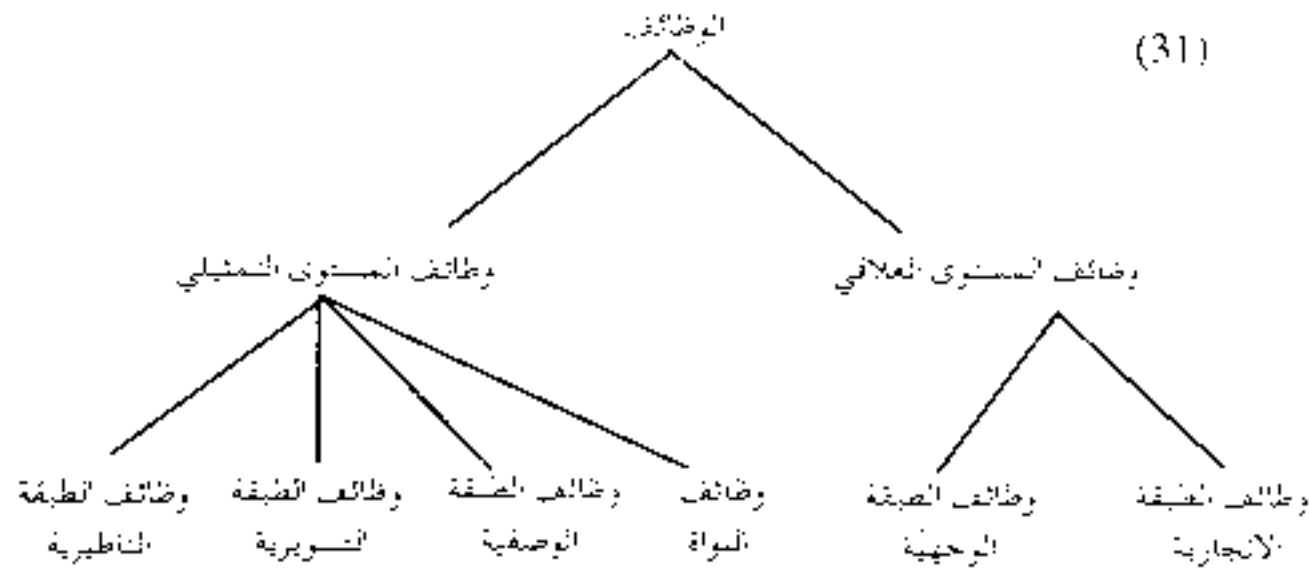 (31)
الوظائف
وظائف المستوى العلاقي
وظائف المستوى التمثيلي
وظائف الطبقة
الانجازية
وظائف الطبقة
الوجهية
وظائف
النواة
وظائف الطبقة
الوصفية
وظائف الطبقة
التسويرية
وظائف الطبقة
التأطيرية